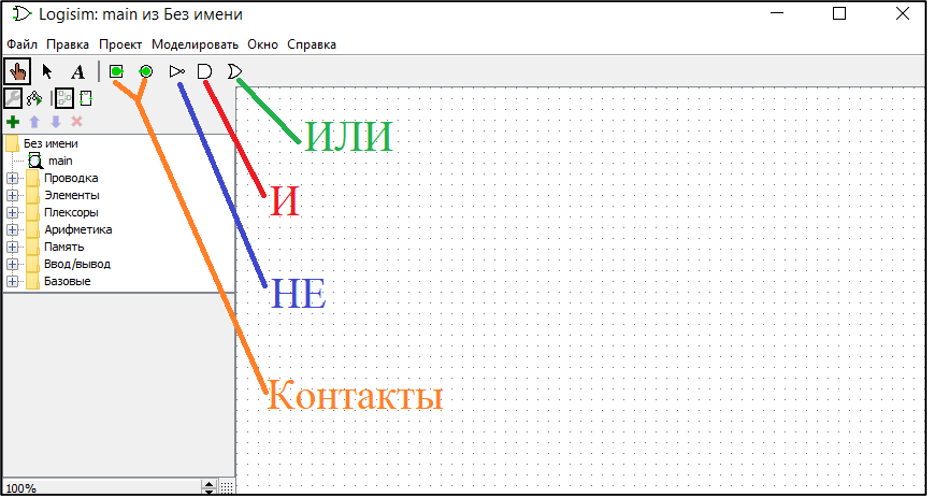 Logisim: main из Без имени
Файл Правка Проект Моделировать Окно Справка
A
Без имени
main
Проводка
Элементы
Плексоры
Арифметика
Память
Ввод/вывод
Базовые
ИЛИ
И
НЕ
Контакты
100%